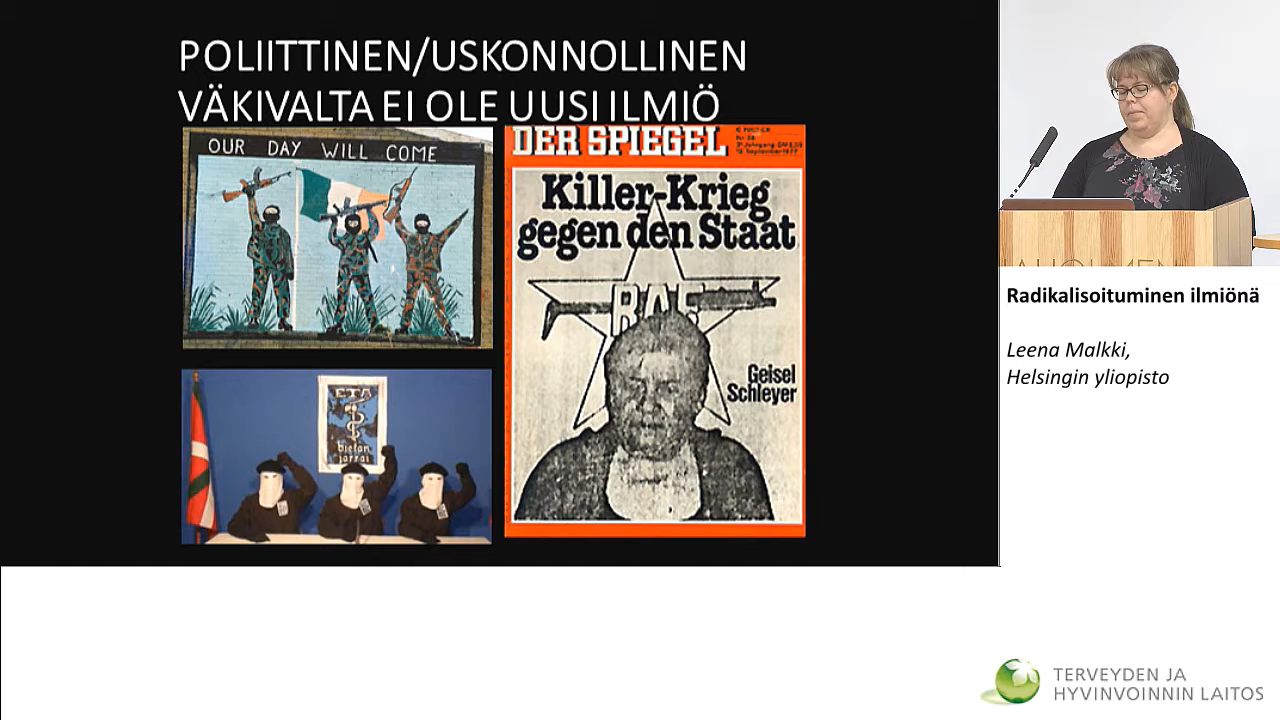 POLIITTINEN/USKONNOLLINEN
VÄKIVALTA EI OLE UUSI ILMIÖ
OUR DAY WILL COME
DER SPIEGEL
Killer-Krieg
gegen den Staat
RAF
Geisel
Schleyer
ETA
bietan
jarrai
Radikalisoituminen ilmiönä
Leena Malkki,
Helsingin yliopisto
TERVEYDEN JA
HYVINVOINNIN LAITOS